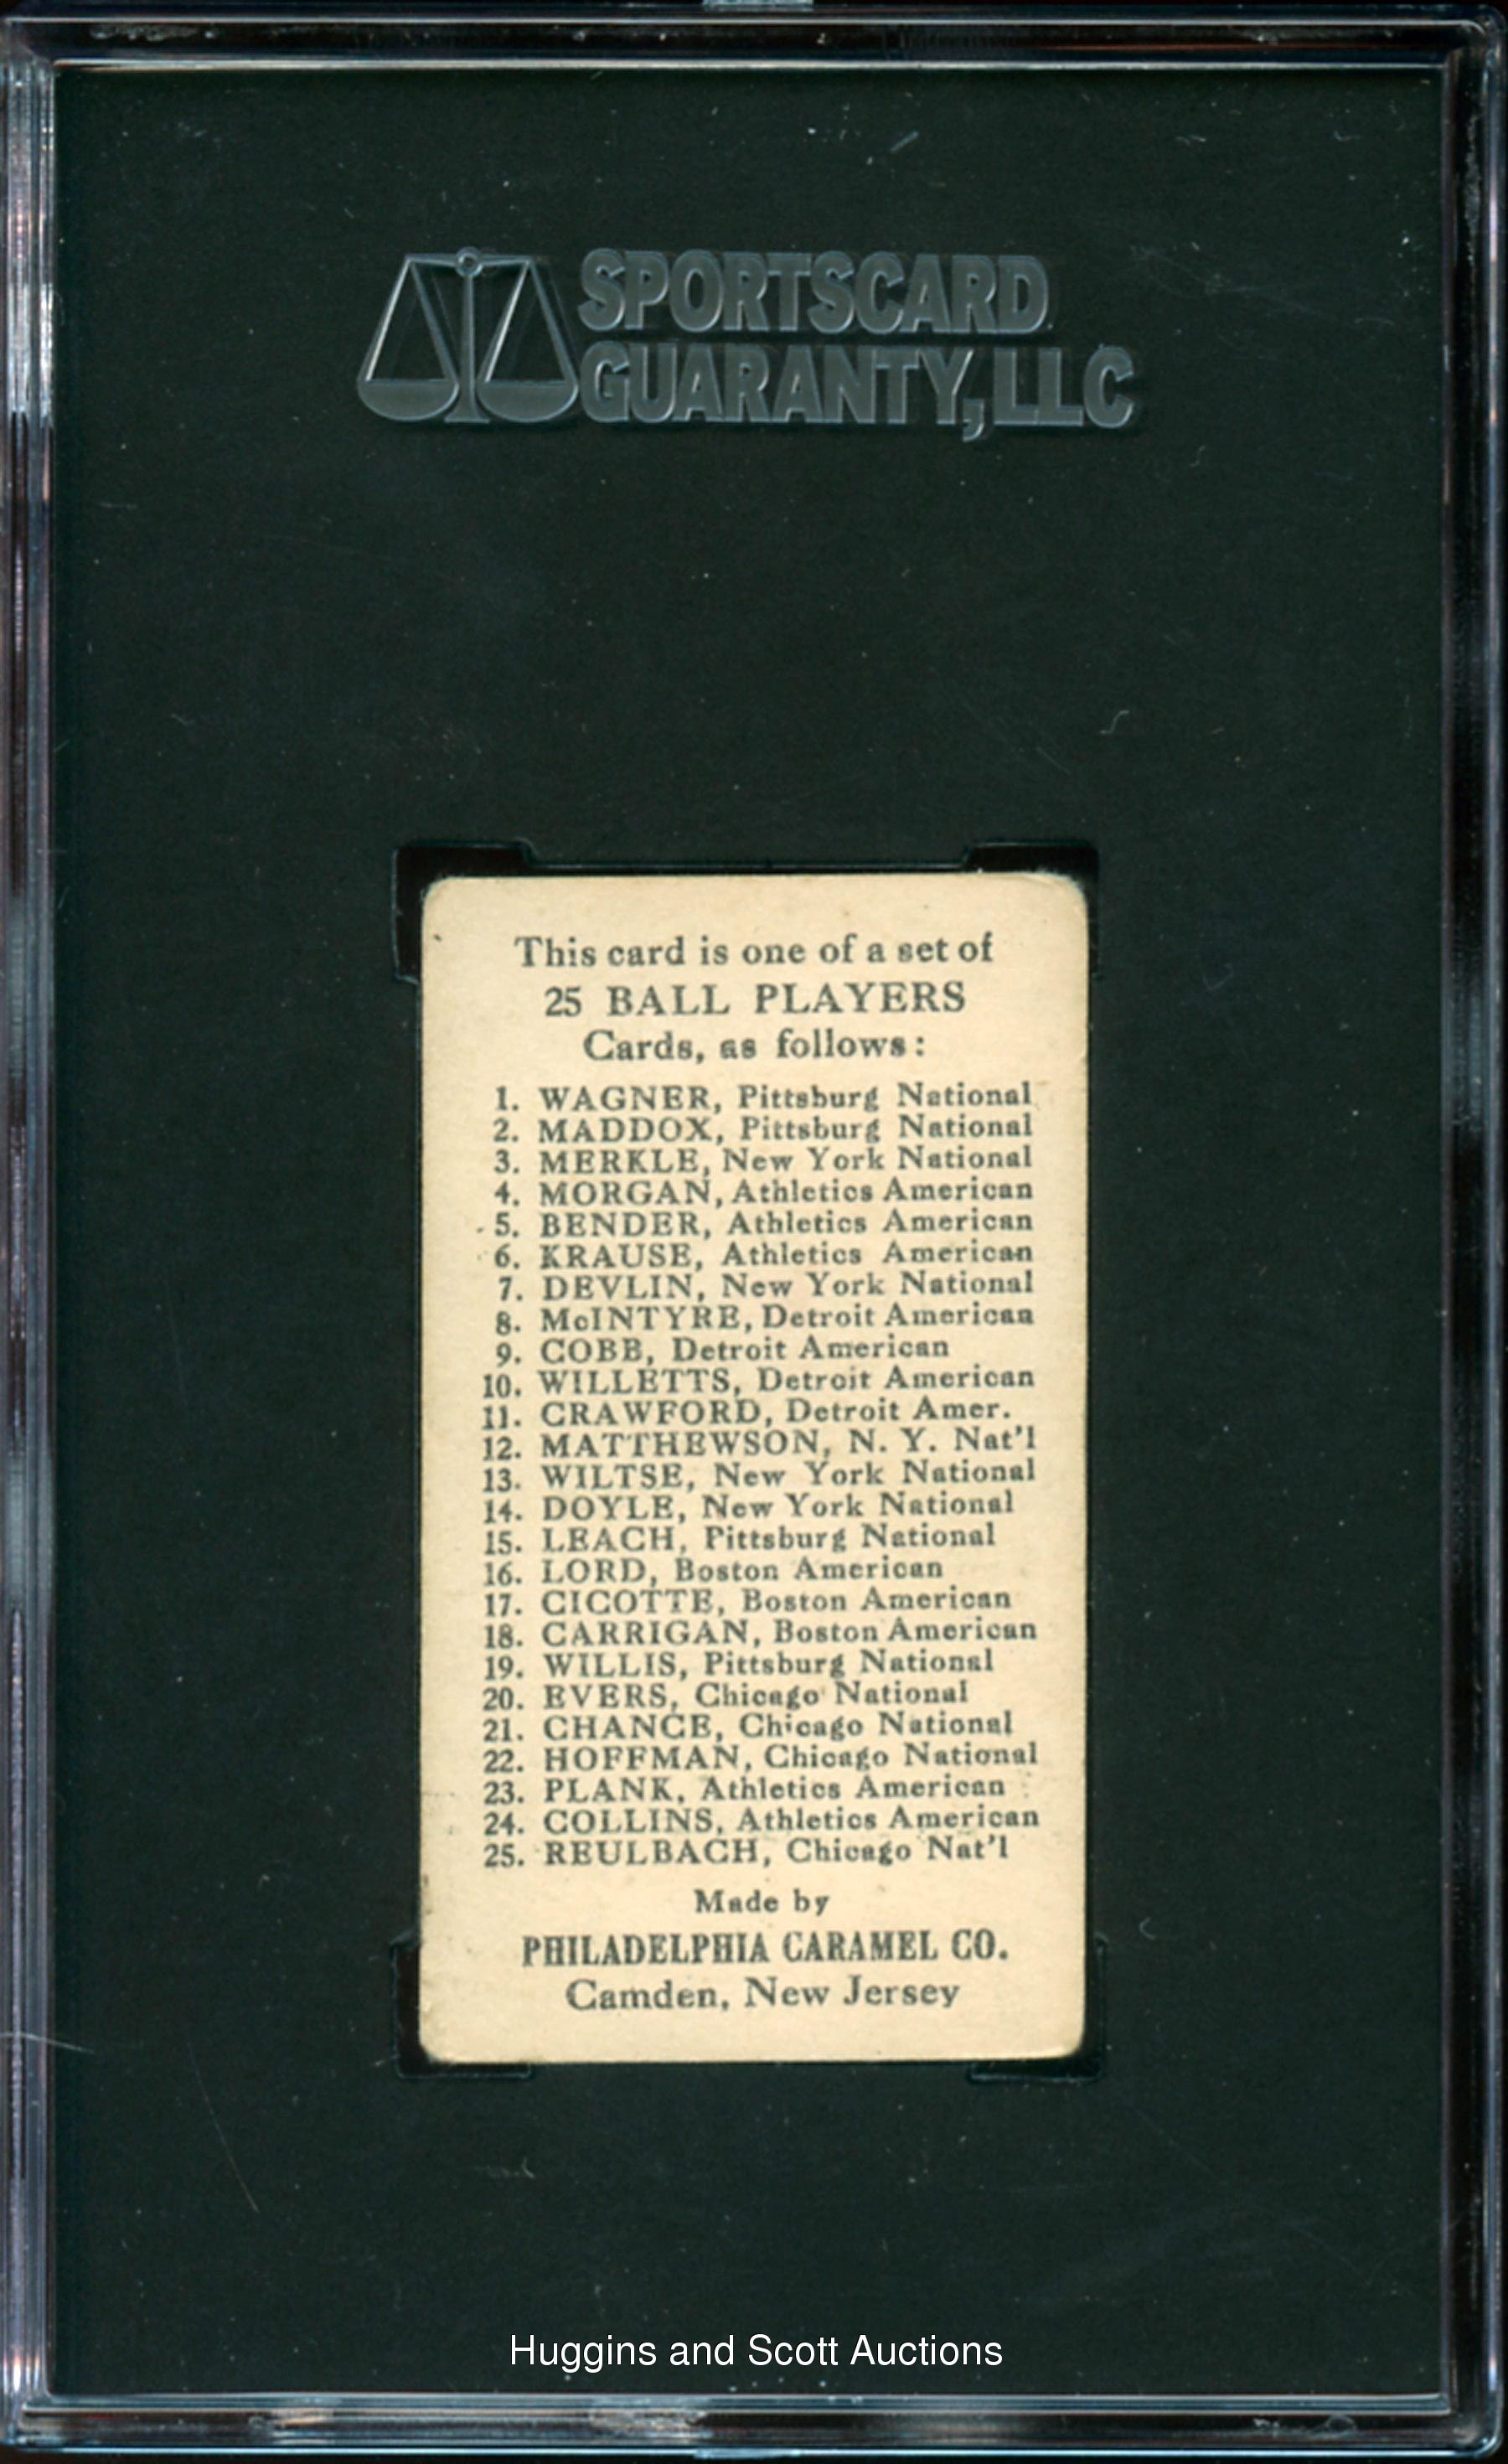 SPORTSCARD
GUARANTY, LLC
This card is one of a set of
25 BALL PLAYERS
Cards, as follows:
1. WAGNER, Pittsburg National
2. MADDOX, Pittsburg National
3. MERKLE, New York National
4. MORGAN, Athletics American
5. BENDER, Athletics American
6. KRAUSE, Athletics American
7. DEVLIN, New York National
8. McINTYRE, Detroit American
9. COBB, Detroit American
10. WILLETTS, Detroit American
11. CRAWFORD, Detroit Amer.
12. MATTHEWSON, N. Y. Nat'l
13. WILTSE, New York National
14. DOYLE, New York National
15. LEACH, Pittsburg National
16. LORD, Boston American
17. CICOTTE, Boston American
18. CARRIGAN, Boston American
19. WILLIS, Pittsburg National
20. EVERS, Chicago National
21. CHANCE, Chicago National
22. HOFFMAN, Chicago National
23. PLANK, Athletics American
24. COLLINS, Athletics American
25. REULBACH, Chicago Nat'l
Made by
PHILADELPHIA CARAMEL CO.
Camden, New Jersey
Huggins and Scott Auctions